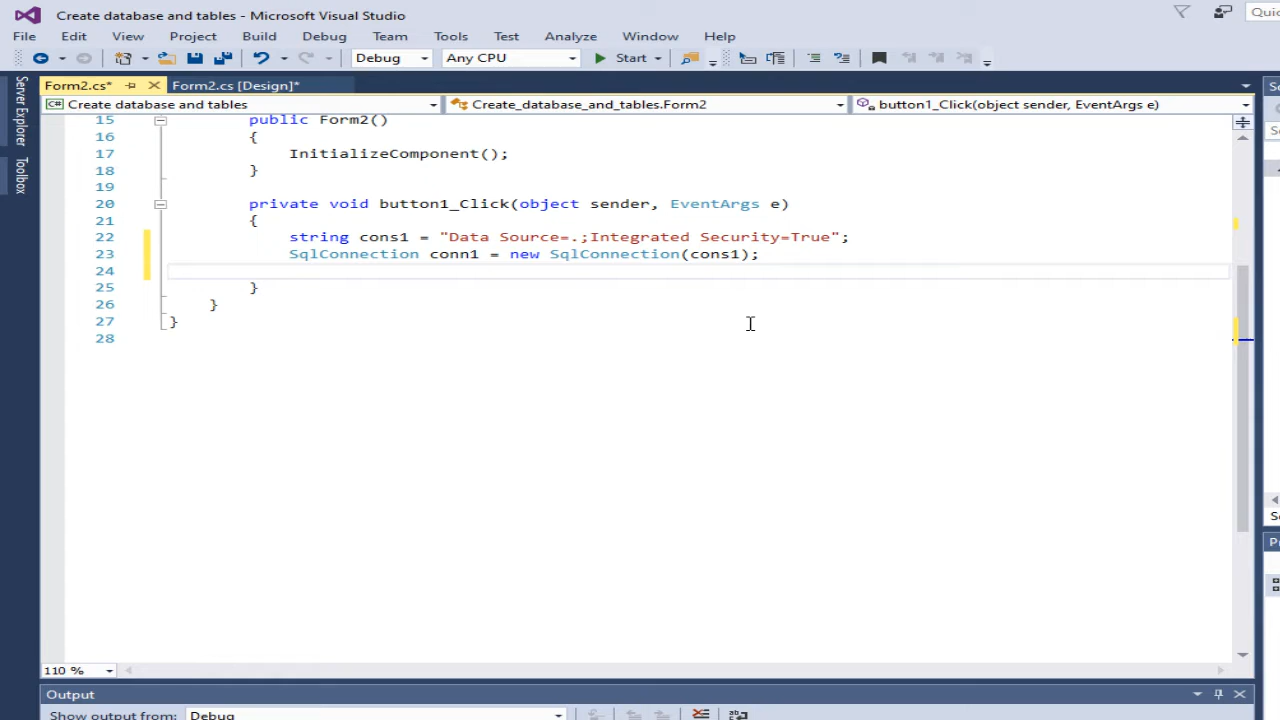 Create database and tables - Microsoft Visual Studio
Quic
File Edit View Project Build Debug Team Tools Test Analyze Window Help
Debug Any CPU Start
Form2.cs* Form2.cs [Design]*
Server Explorer
Toolbox
Create database and tables Create_database_and_tables.Form2 button1_Click(object sender, EventArgs e)
15 public Form2()
16 {
17 InitializeComponent();
18 }
19
20 private void button1_Click(object sender, EventArgs e)
21 {
22 string cons1 = "Data Source=.;Integrated Security=True";
23 SqlConnection conn1 = new SqlConnection(cons1);
24
25 }
26 }
27 }
28
110 %
Output
Show output from: Debug